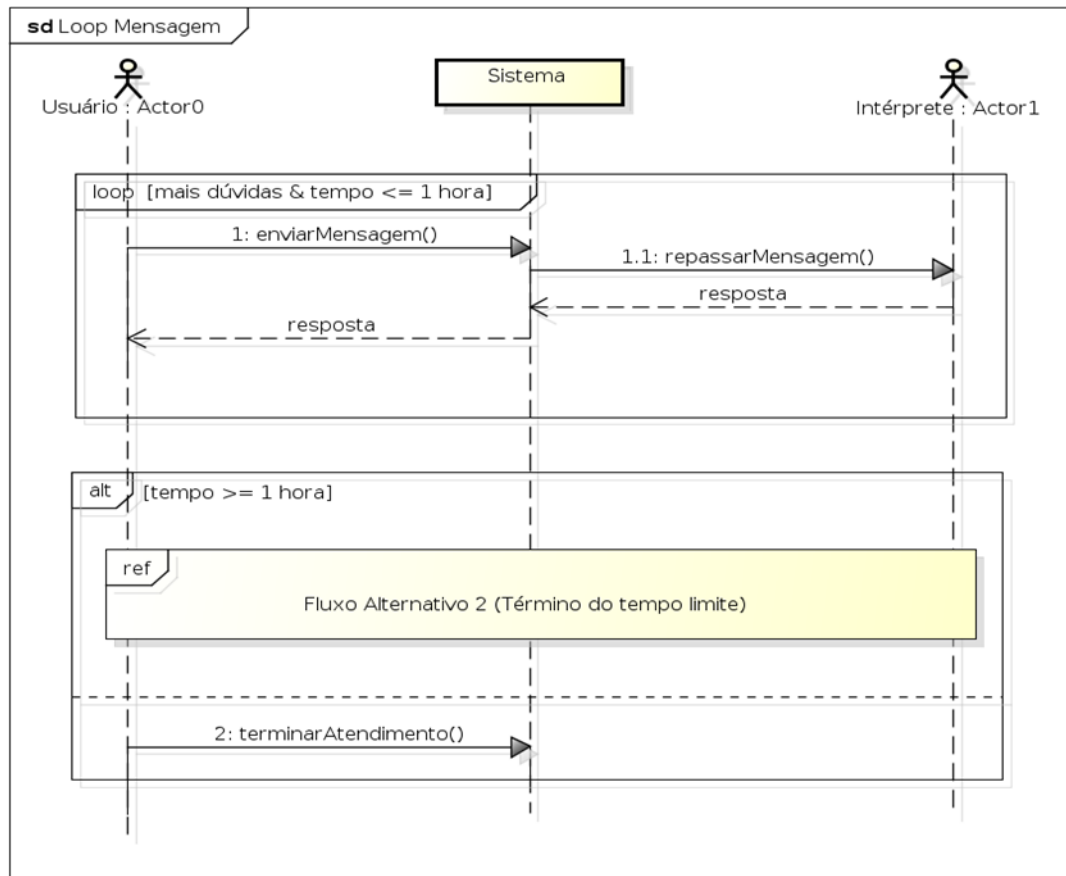 sd Loop Mensagem
Sistema
Usuário : Actor0
Intérprete : Actor1
loop [mais dúvidas & tempo <= 1 hora]
1: enviarMensagem()
1.1: repassarMensagem()
resposta
resposta
alt [tempo >= 1 hora]
ref
Fluxo Alternativo 2 (Término do tempo limite)
2: terminarAtendimento()